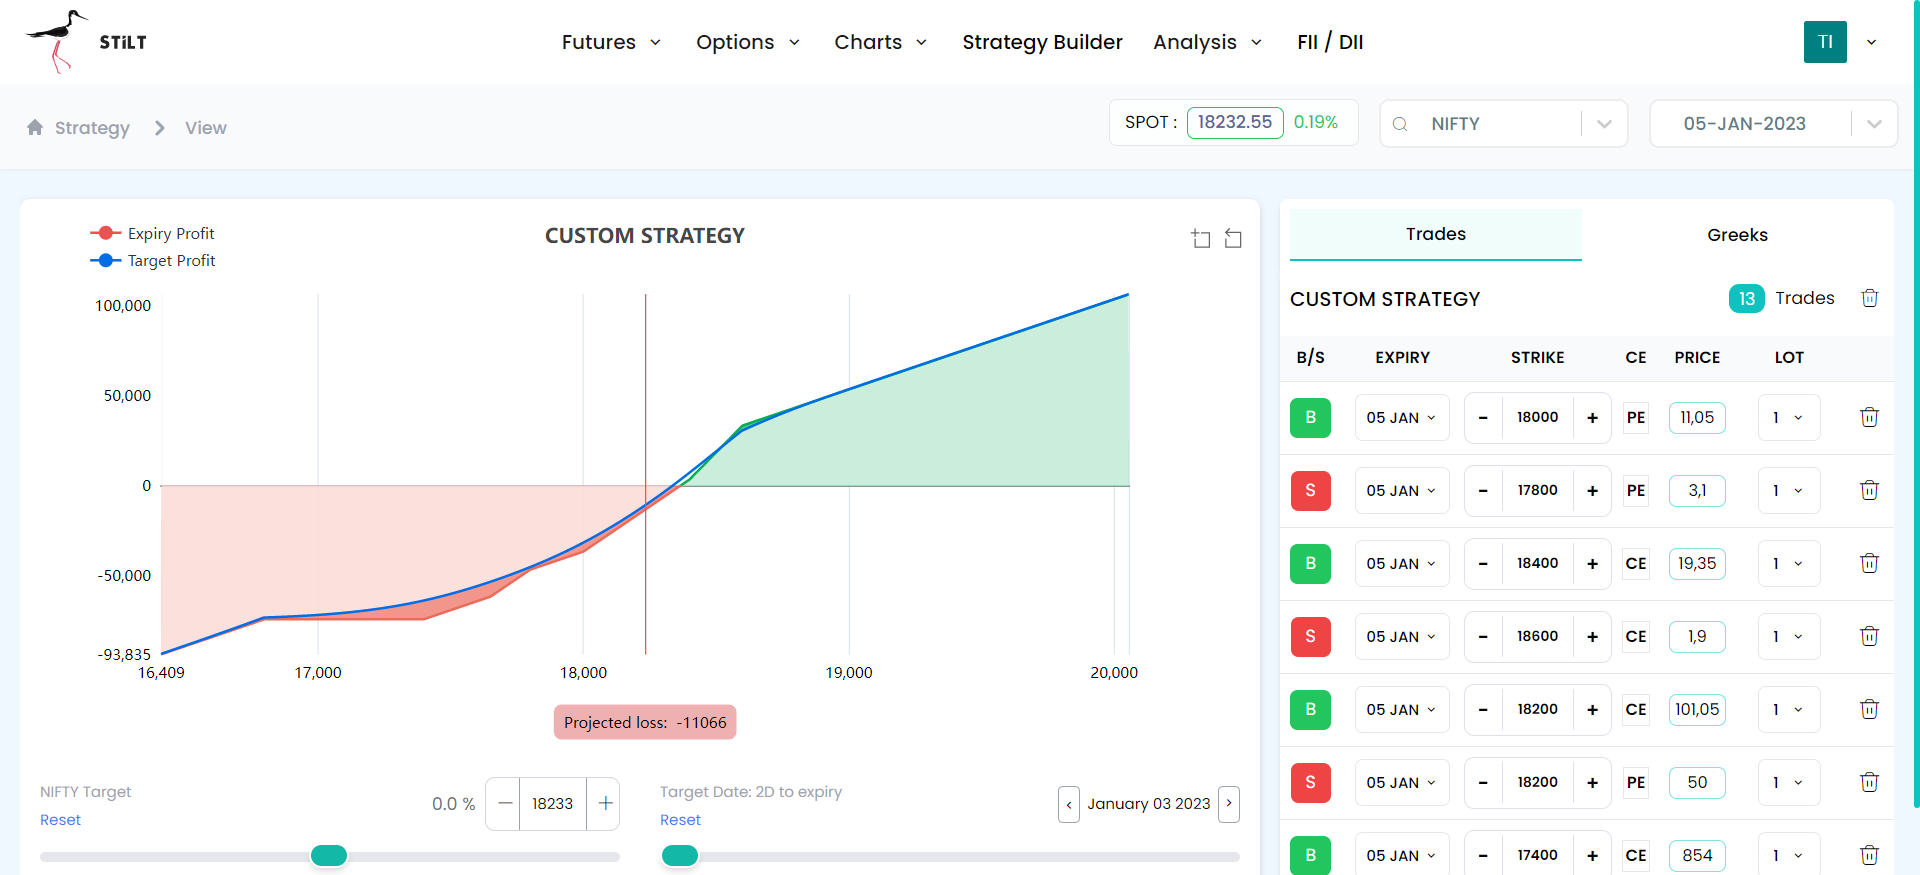 STiLT
Futures Options Charts Strategy Builder Analysis FII / DII
TI
Strategy View
SPOT : 18232.55 0.19%
NIFTY
05-JAN-2023
Expiry Profit
Target Profit
CUSTOM STRATEGY
100,000
50,000
0
-50,000
-93,835
16,409 17,000 18,000 19,000 20,000
Projected loss: -11066
NIFTY Target
Reset
0.0 % — 18233 +
Target Date: 2D to expiry
Reset
‹ January 03 2023 ›
Trades Greeks
CUSTOM STRATEGY 13 Trades
B/S EXPIRY STRIKE CE PRICE LOT
B 05 JAN - 18000 + PE 11,05 1
S 05 JAN - 17800 + PE 3,1 1
B 05 JAN - 18400 + CE 19,35 1
S 05 JAN - 18600 + CE 1,9 1
B 05 JAN - 18200 + CE 101,05 1
S 05 JAN - 18200 + PE 50 1
B 05 JAN - 17400 + CE 854 1